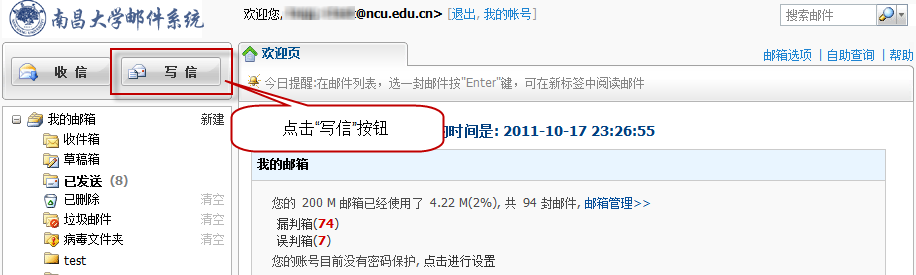 南昌大学邮件系统
欢迎您, @ncu.edu.cn> [退出, 我的账号]
搜索邮件
收 信
写 信
欢迎页
邮箱选项 | 自助查询 | 帮助
今日提醒:在邮件列表，选一封邮件按"Enter"键，可在新标签中阅读邮件
点击“写信”按钮
的时间是: 2011-10-17 23:26:55
我的邮箱 新建
收件箱
草稿箱
已发送 (8)
已删除 清空
垃圾邮件 清空
病毒文件夹 清空
test
我的邮箱
您的 200 M 邮箱已经使用了 4.22 M(2%), 共 94 封邮件, 邮箱管理>>
漏判箱(74)
误判箱(7)
您的账号目前没有密码保护, 点击进行设置